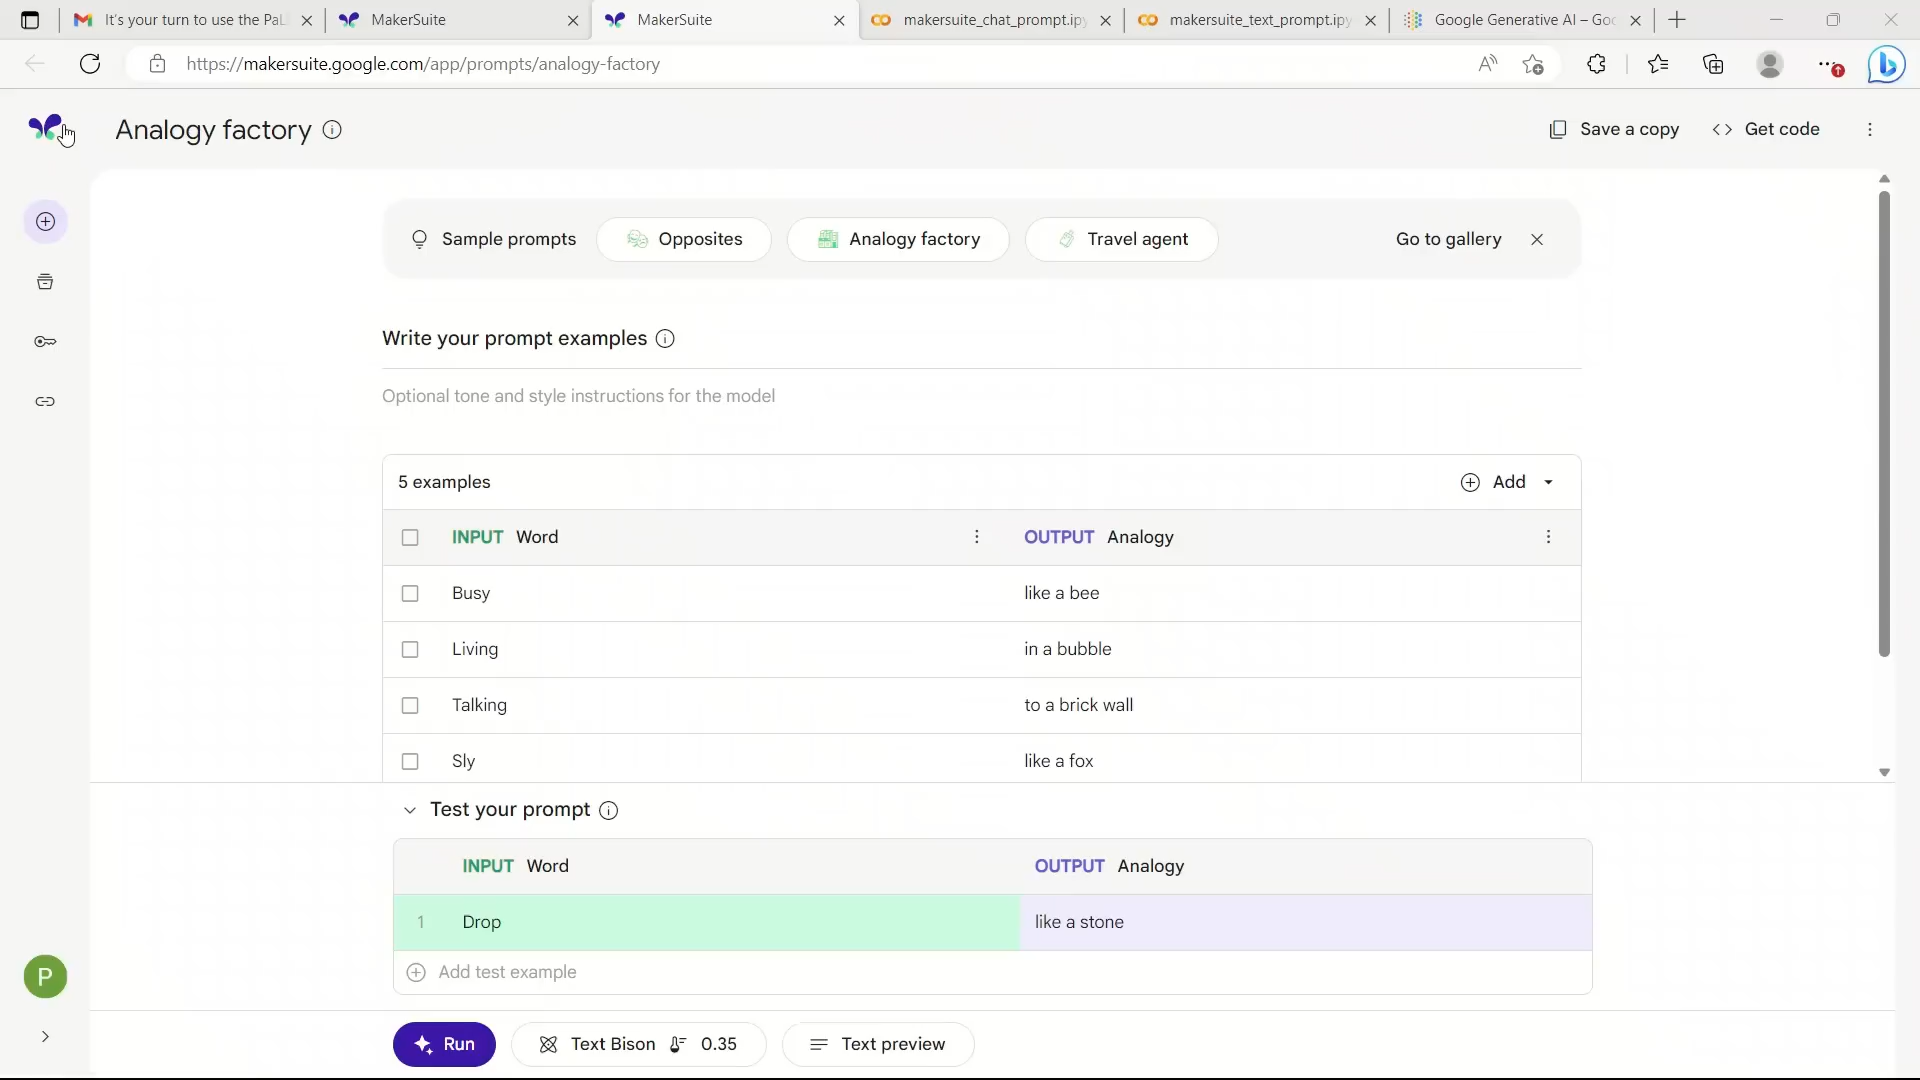 It's your turn to use the PaL
MakerSuite
MakerSuite
makersuite_chat_prompt.ipy
makersuite_text_prompt.ipy
Google Generative AI – Goo
https://makersuite.google.com/app/prompts/analogy-factory
Analogy factory
Save a copy
Get code
Sample prompts
Opposites
Analogy factory
Travel agent
Go to gallery
Write your prompt examples
Optional tone and style instructions for the model
5 examples
Add
INPUT Word
OUTPUT Analogy
Busy
like a bee
Living
in a bubble
Talking
to a brick wall
Sly
like a fox
Test your prompt
INPUT Word
OUTPUT Analogy
1 Drop
like a stone
Add test example
P
Run
Text Bison 0.35
Text preview